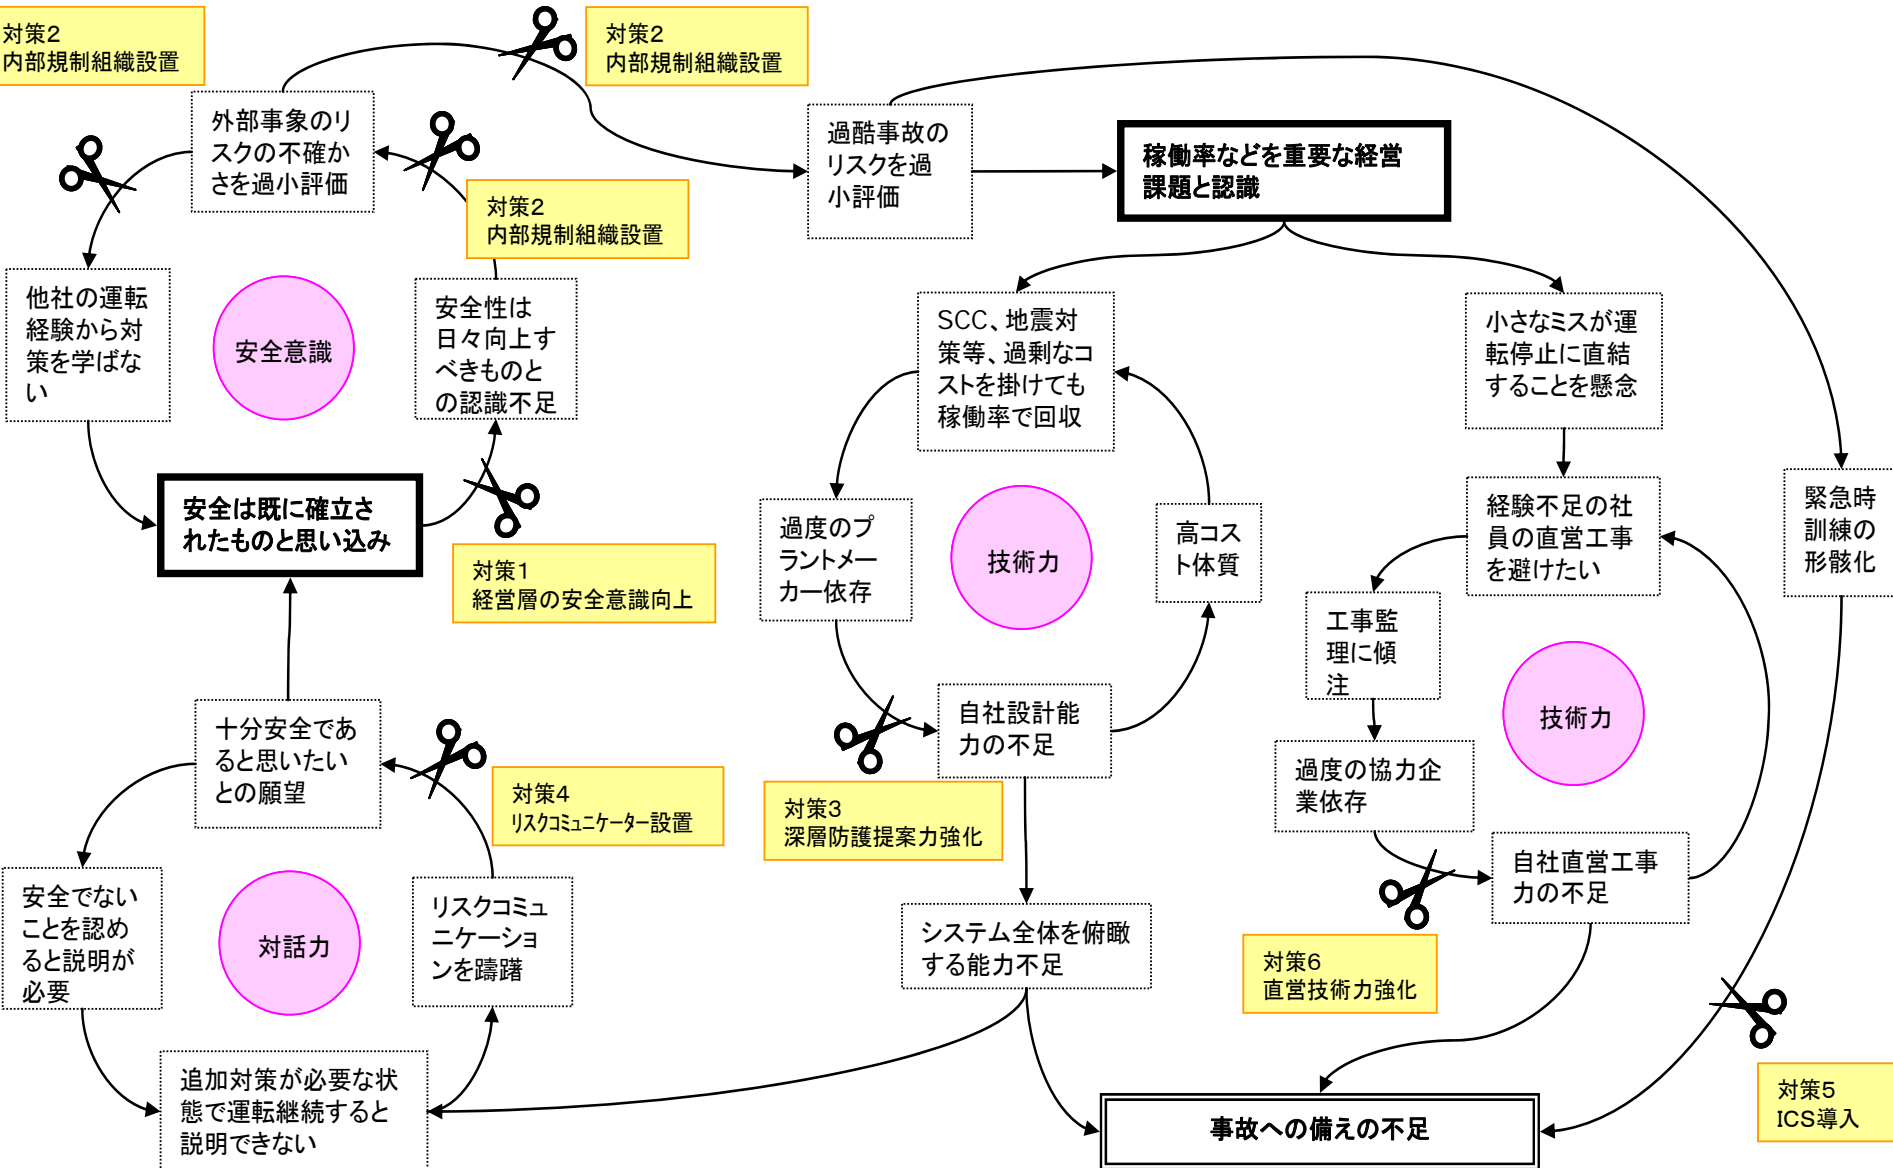 対策2
内部規制組織設置
対策2
内部規制組織設置
外部事象のリ
スクの不確か
さを過小評価
過酷事故の
リスクを過
小評価
稼働率などを重要な経営
課題と認識
対策2
内部規制組織設置
他社の運転
経験から対
策を学ばな
い
安全意識
安全性は
日々向上す
べきものと
の認識不足
SCC、地震対
策等、過剰なコ
ストを掛けても
稼働率で回収
小さなミスが運
転停止に直結
することを懸念
安全は既に確立さ
れたものと思い込み
過度のプ
ラントメー
カー依存
技術力
高コス
ト体質
経験不足の社
員の直営工事
を避けたい
緊急時
訓練の
形骸化
対策1
経営層の安全意識向上
工事監
理に傾
注
技術力
十分安全であ
ると思いたい
との願望
自社設計能
力の不足
過度の協力企
業依存
対策4
リスクコミュニケーター設置
対策3
深層防護提案力強化
自社直営工事
力の不足
安全でない
ことを認め
ると説明が
必要
対話力
リスクコミュ
ニケーショ
ンを躊躇
システム全体を俯瞰
する能力不足
対策6
直営技術力強化
追加対策が必要な状
態で運転継続すると
説明できない
事故への備えの不足
対策5
ICS導入